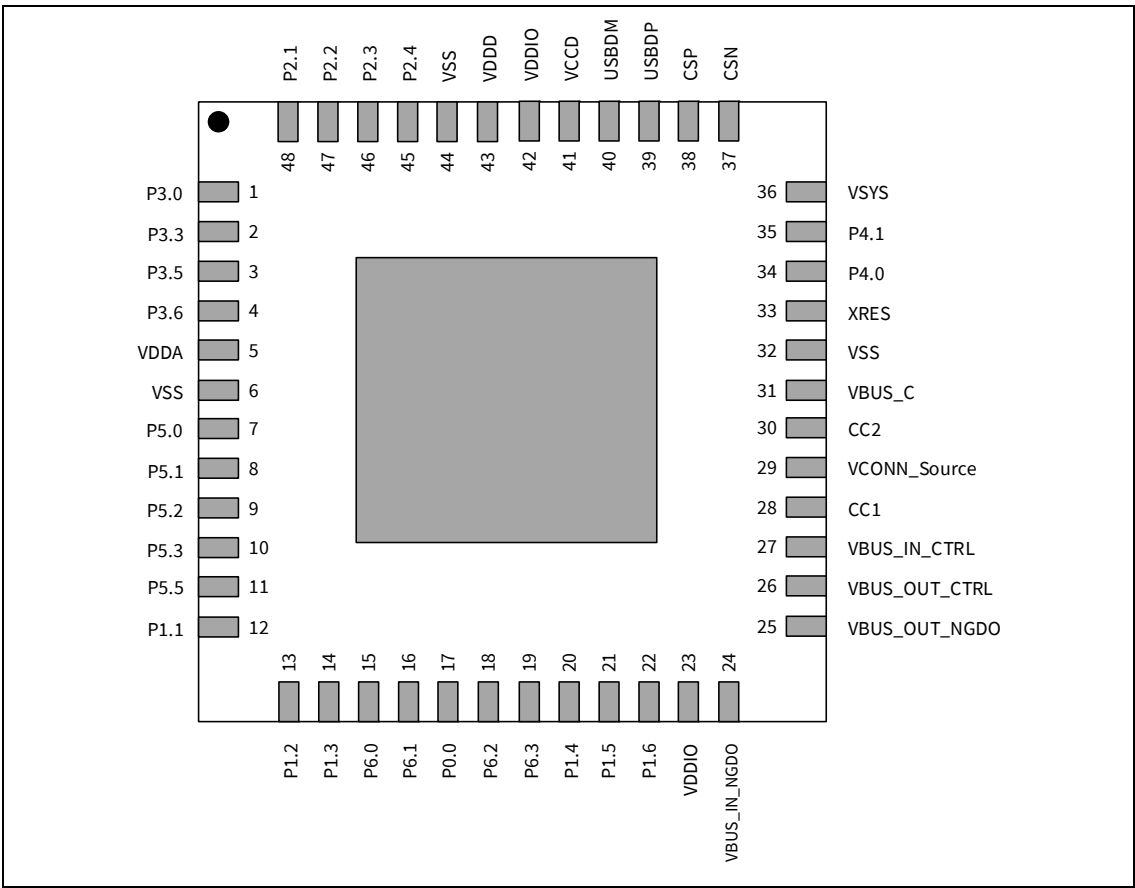 P2.1 P2.2 P2.3 P2.4 VSS VDDD VDDIO VCCD USBDM USBDP CSP CSN
48 47 46 45 44 43 42 41 40 39 38 37
P3.0 1 36 VSYS
P3.3 2 35 P4.1
P3.5 3 34 P4.0
P3.6 4 33 XRES
VDDA 5 32 VSS
VSS 6 31 VBUS_C
P5.0 7 30 CC2
P5.1 8 29 VCONN_Source
P5.2 9 28 CC1
P5.3 10 27 VBUS_IN_CTRL
P5.5 11 26 VBUS_OUT_CTRL
P1.1 12 25 VBUS_OUT_NGDO
13 14 15 16 17 18 19 20 21 22 23 24
P1.2 P1.3 P6.0 P6.1 P0.0 P6.2 P6.3 P1.4 P1.5 P1.6 VDDIO VBUS_IN_NGDO